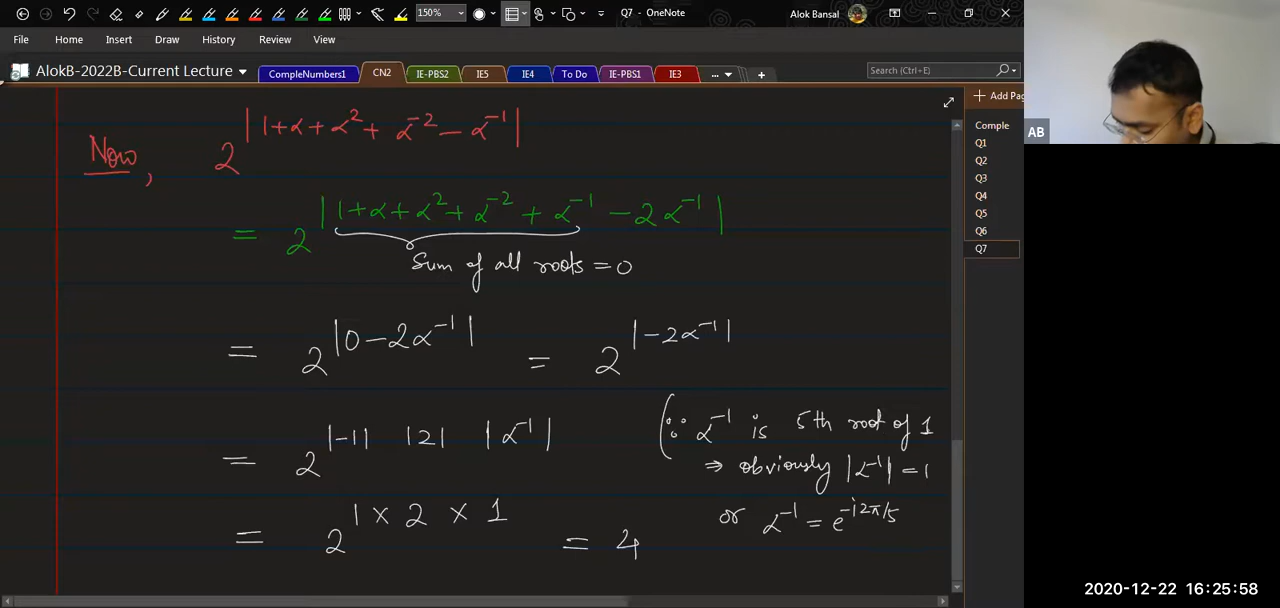 150% Q7 - OneNote Alok Bansal
File Home Insert Draw History Review View
AlokB-2022B-Current Lecture CompleNumbers1 CN2 IE-PBS2 IE5 IE4 To Do IE-PBS1 IE3 ... + Search (Ctrl+E)
+ Add Pag
Comple
Q1
Q2
Q3
Q4
Q5
Q6
Q7
AB
Now, 2^|1+α+α²+α⁻²−α⁻¹|
= 2^|1+α+α²+α⁻²+α⁻¹−2α⁻¹|
Sum of all roots = 0
= 2^|0−2α⁻¹| = 2^|−2α⁻¹|
= 2^|−1| |2| |α⁻¹| (∵ α⁻¹ is 5th root of 1
⇒ obviously |α⁻¹| = 1
= 2^1×2×1 = 4 or α⁻¹ = e^−i2π/5
2020-12-22 16:25:58